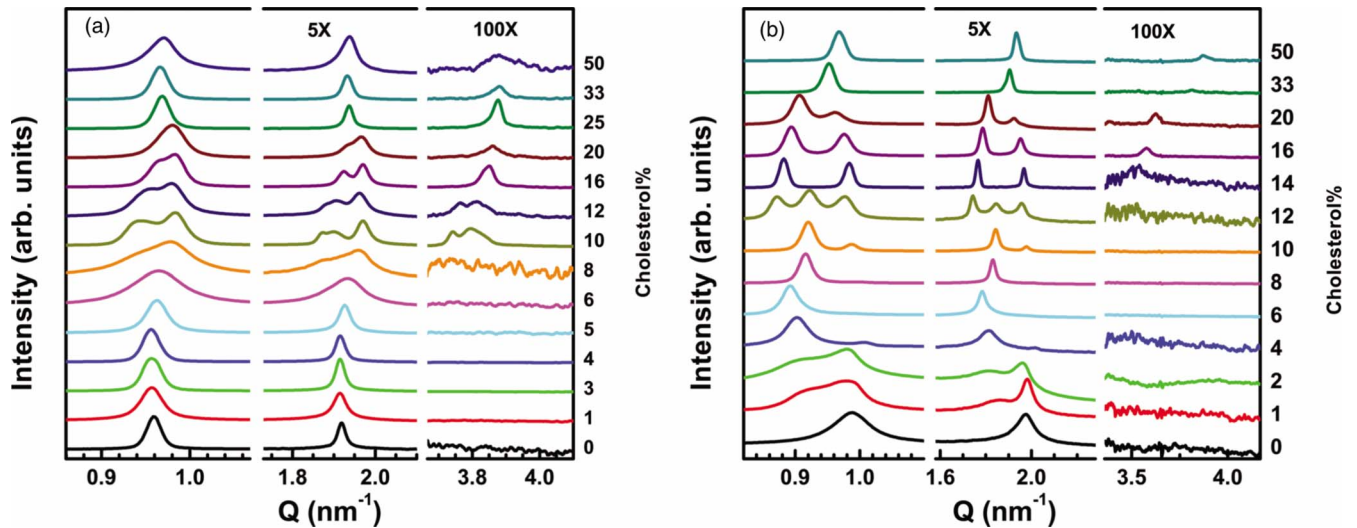 (a)
5X
100X
50
33
25
20
16
12
10
8
6
5
4
3
1
0
Intensity (arb. units)
Cholesterol%
0.9 1.0 1.8 2.0 3.8 4.0
Q (nm-1)
(b)
5X
100X
50
33
20
16
14
12
10
8
6
4
2
1
0
Intensity (arb. units)
Cholesterol%
0.9 1.0 1.6 2.0 3.5 4.0
Q (nm-1)